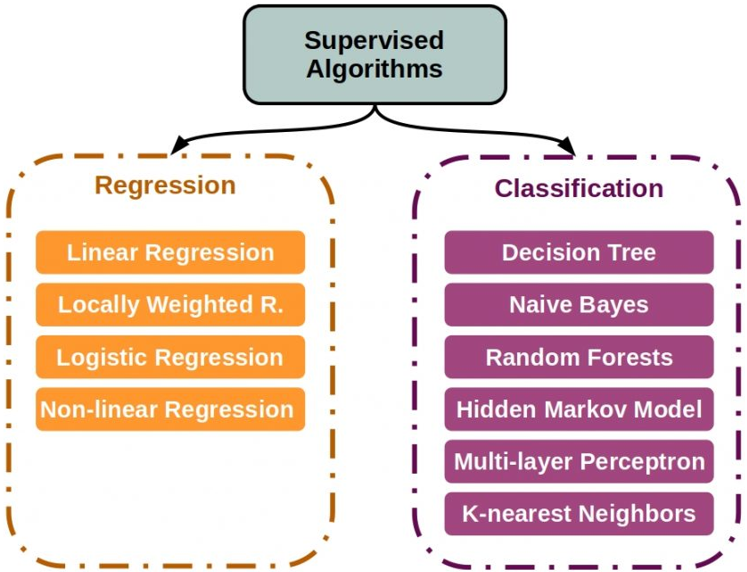 Supervised
Algorithms
Regression
Linear Regression
Locally Weighted R.
Logistic Regression
Non-linear Regression
Classification
Decision Tree
Naive Bayes
Random Forests
Hidden Markov Model
Multi-layer Perceptron
K-nearest Neighbors